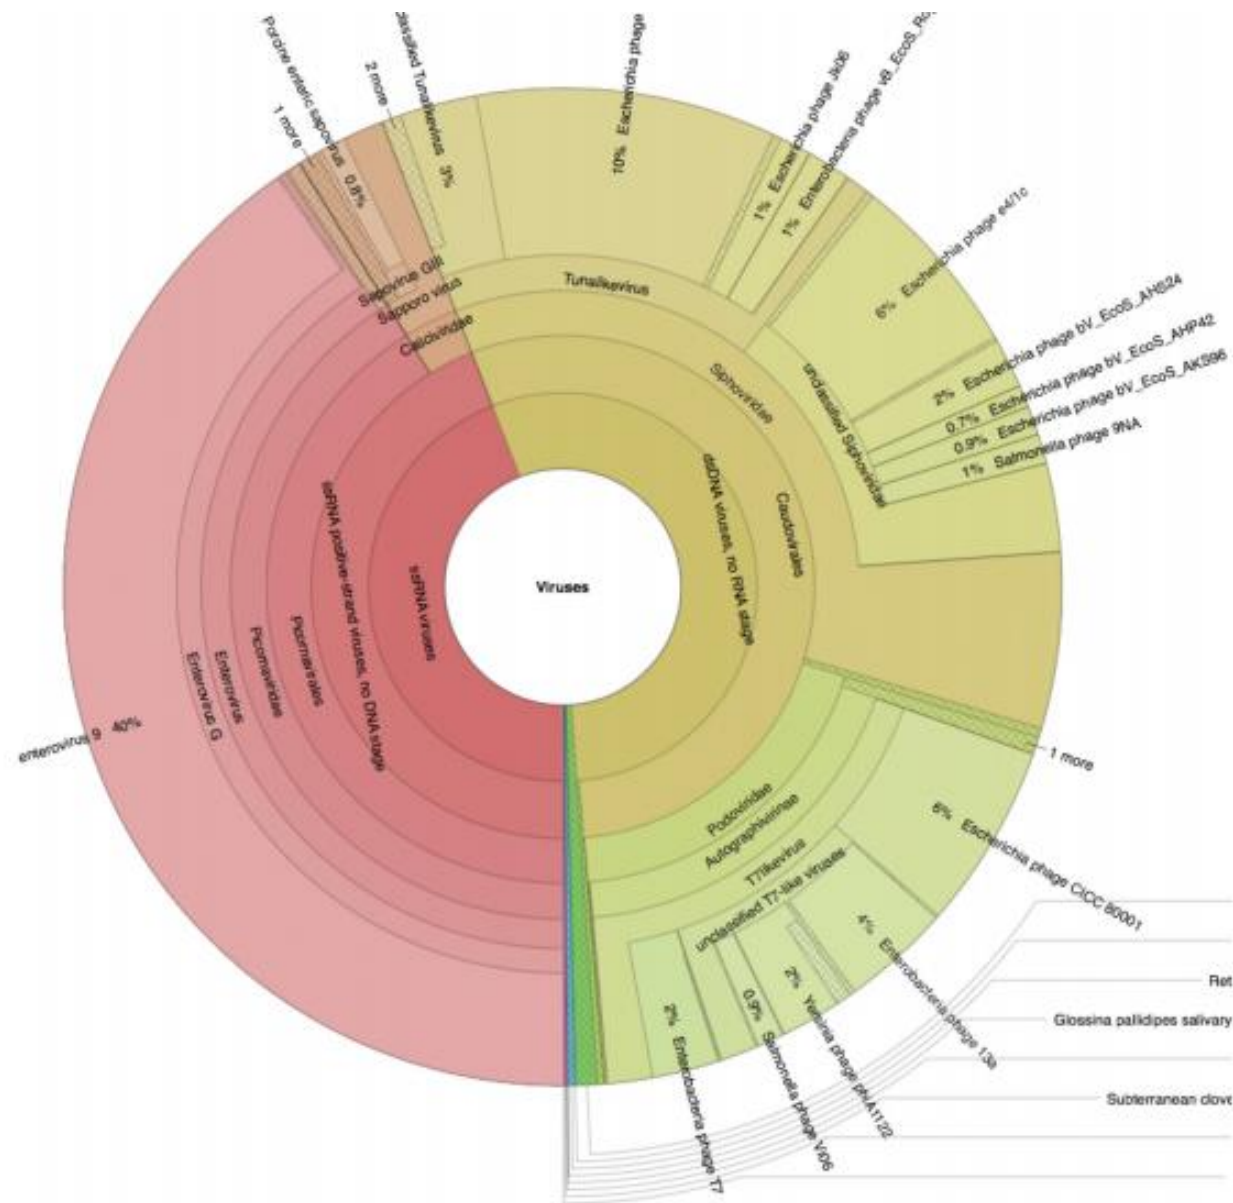 Porcine enteric sapovirus 0.8%
1 more
2 more
classified Tunalikevirus 3%
10% Escherichia phage
1% Escherichia phage Jk06
1% Enterobacteria phage vB_EcoS_
6% Escherichia phage e4/1c
2% Escherichia phage bV_EcoS_AHS24
0.7% Escherichia phage bV_EcoS_AHP42
0.9% Escherichia phage bV_EcoS_AKS96
1% Salmonella phage 9NA
unclassified Siphoviridae
Tunalikevirus
Siphoviridae
Caudovirales
dsDNA viruses, no RNA stage
Sapovirus GIII
Sapporo virus
Caliciviridae
Viruses
ssRNA viruses
ssRNA positive-strand viruses, no DNA stage
Picornavirales
Picornaviridae
Enterovirus
Enterovirus G
enterovirus 9 40%
1 more
Podoviridae
Autographivirinae
T7likevirus
unclassified T7-like viruses
6% Escherichia phage CICC 80001
4% Enterobacteria phage 13a
2% Yersinia phage phiA1122
0.9% Salmonella phage Vi06
2% Enterobacteria phage T7
Ret
Glossina pallidipes salivary
Subterranean clove